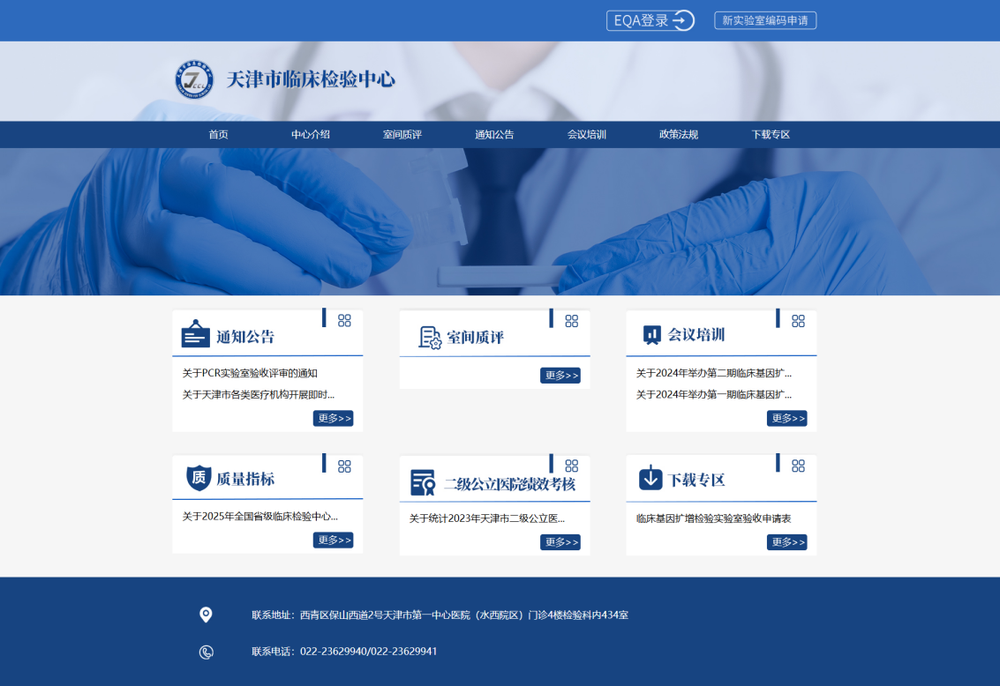 EQA登录
新实验室编码申请
天津市临床检验中心
首页 中心介绍 室间质评 通知公告 会议培训 政策法规 下载专区
通知公告
关于PCR实验室验收评审的通知
关于天津市各类医疗机构开展即时...
更多>>
室间质评
更多>>
会议培训
关于2024年举办第二期临床基因扩...
关于2024年举办第一期临床基因扩...
更多>>
质
质量指标
关于2025年全国省级临床检验中心...
更多>>
二级公立医院绩效考核
关于统计2023年天津市二级公立医...
更多>>
下载专区
临床基因扩增检验实验室验收申请表
更多>>
联系地址：西青区保山西道2号天津市第一中心医院（水西院区）门诊4楼检验科内434室
联系电话：022-23629940/022-23629941